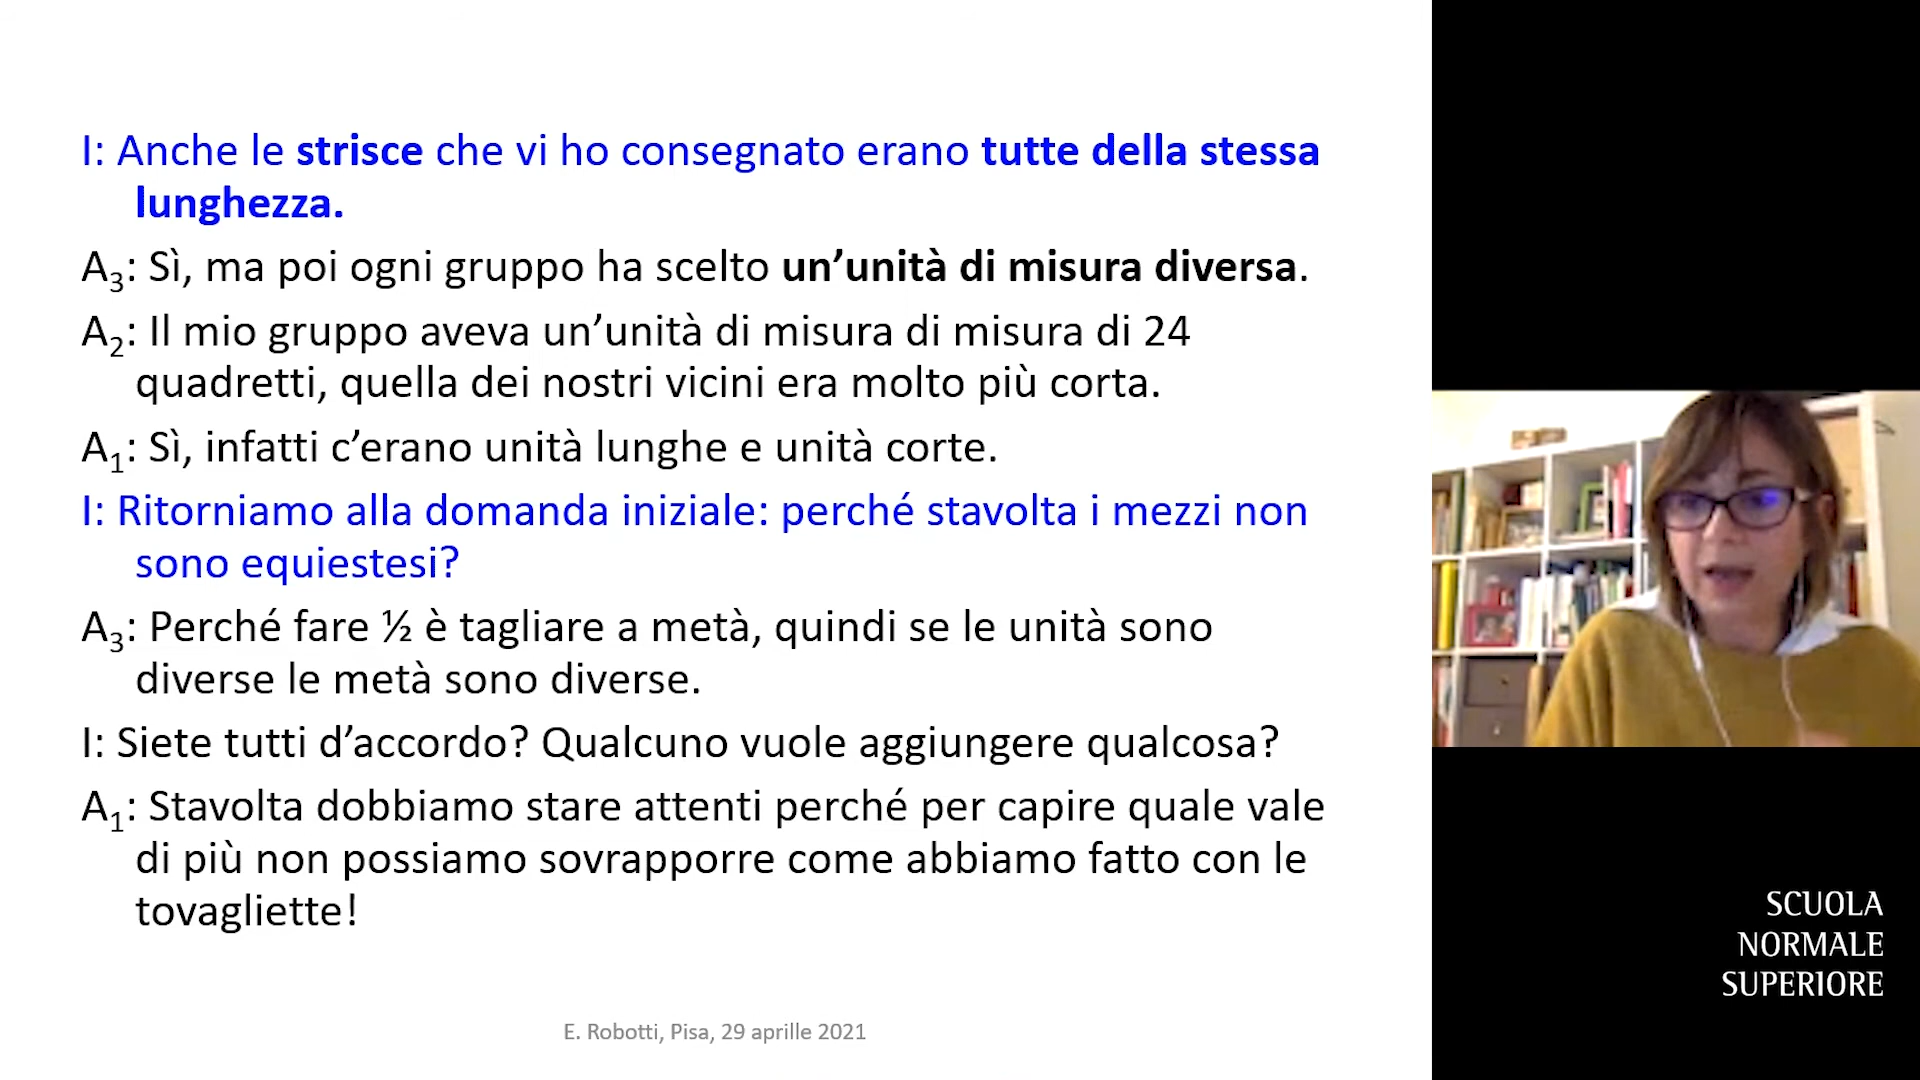 I: Anche le strisce che vi ho consegnato erano tutte della stessa
lunghezza.
A3: Sì, ma poi ogni gruppo ha scelto un’unità di misura diversa.
A2: Il mio gruppo aveva un’unità di misura di misura di 24
quadretti, quella dei nostri vicini era molto più corta.
A1: Sì, infatti c’erano unità lunghe e unità corte.
I: Ritorniamo alla domanda iniziale: perché stavolta i mezzi non
sono equiestesi?
A3: Perché fare ½ è tagliare a metà, quindi se le unità sono
diverse le metà sono diverse.
I: Siete tutti d’accordo? Qualcuno vuole aggiungere qualcosa?
A1: Stavolta dobbiamo stare attenti perché per capire quale vale
di più non possiamo sovrapporre come abbiamo fatto con le
tovagliette!
E. Robotti, Pisa, 29 aprille 2021
SCUOLA
NORMALE
SUPERIORE